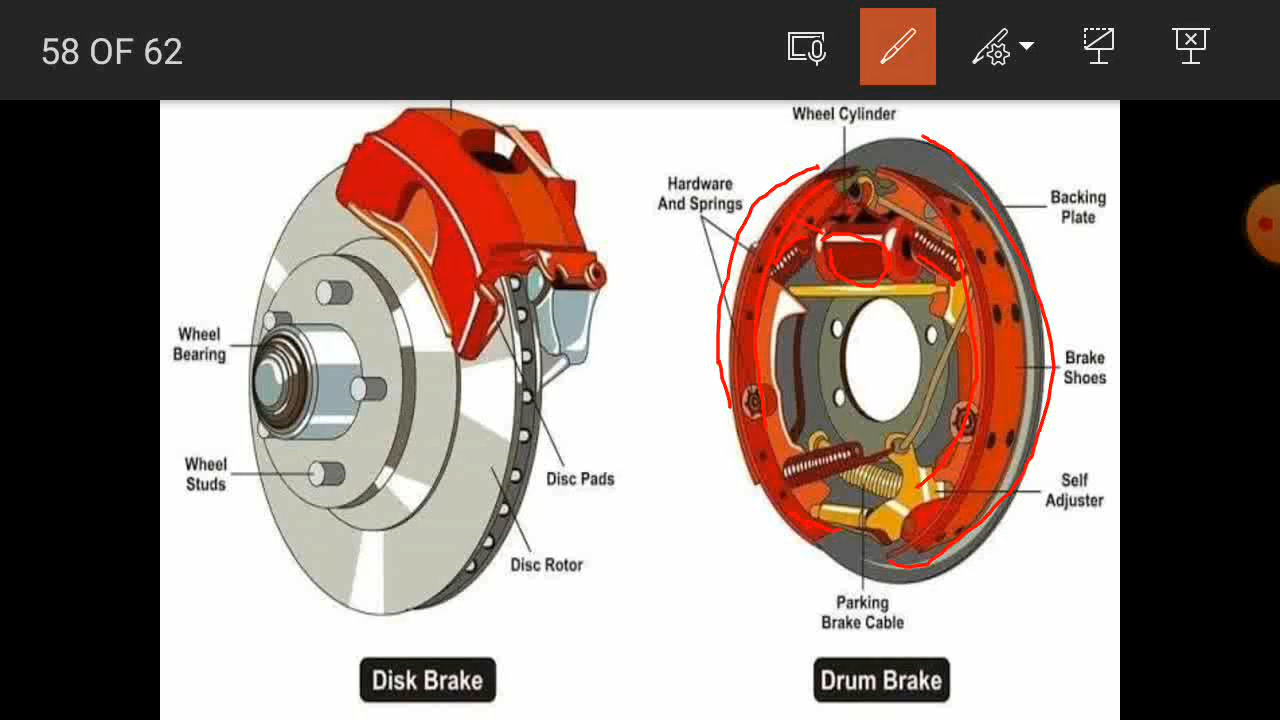 58 OF 62
Wheel Cylinder
Hardware
And Springs
Backing
Plate
Wheel
Bearing
Brake
Shoes
Wheel
Studs
Disc Pads
Self
Adjuster
Disc Rotor
Parking
Brake Cable
Disk Brake
Drum Brake